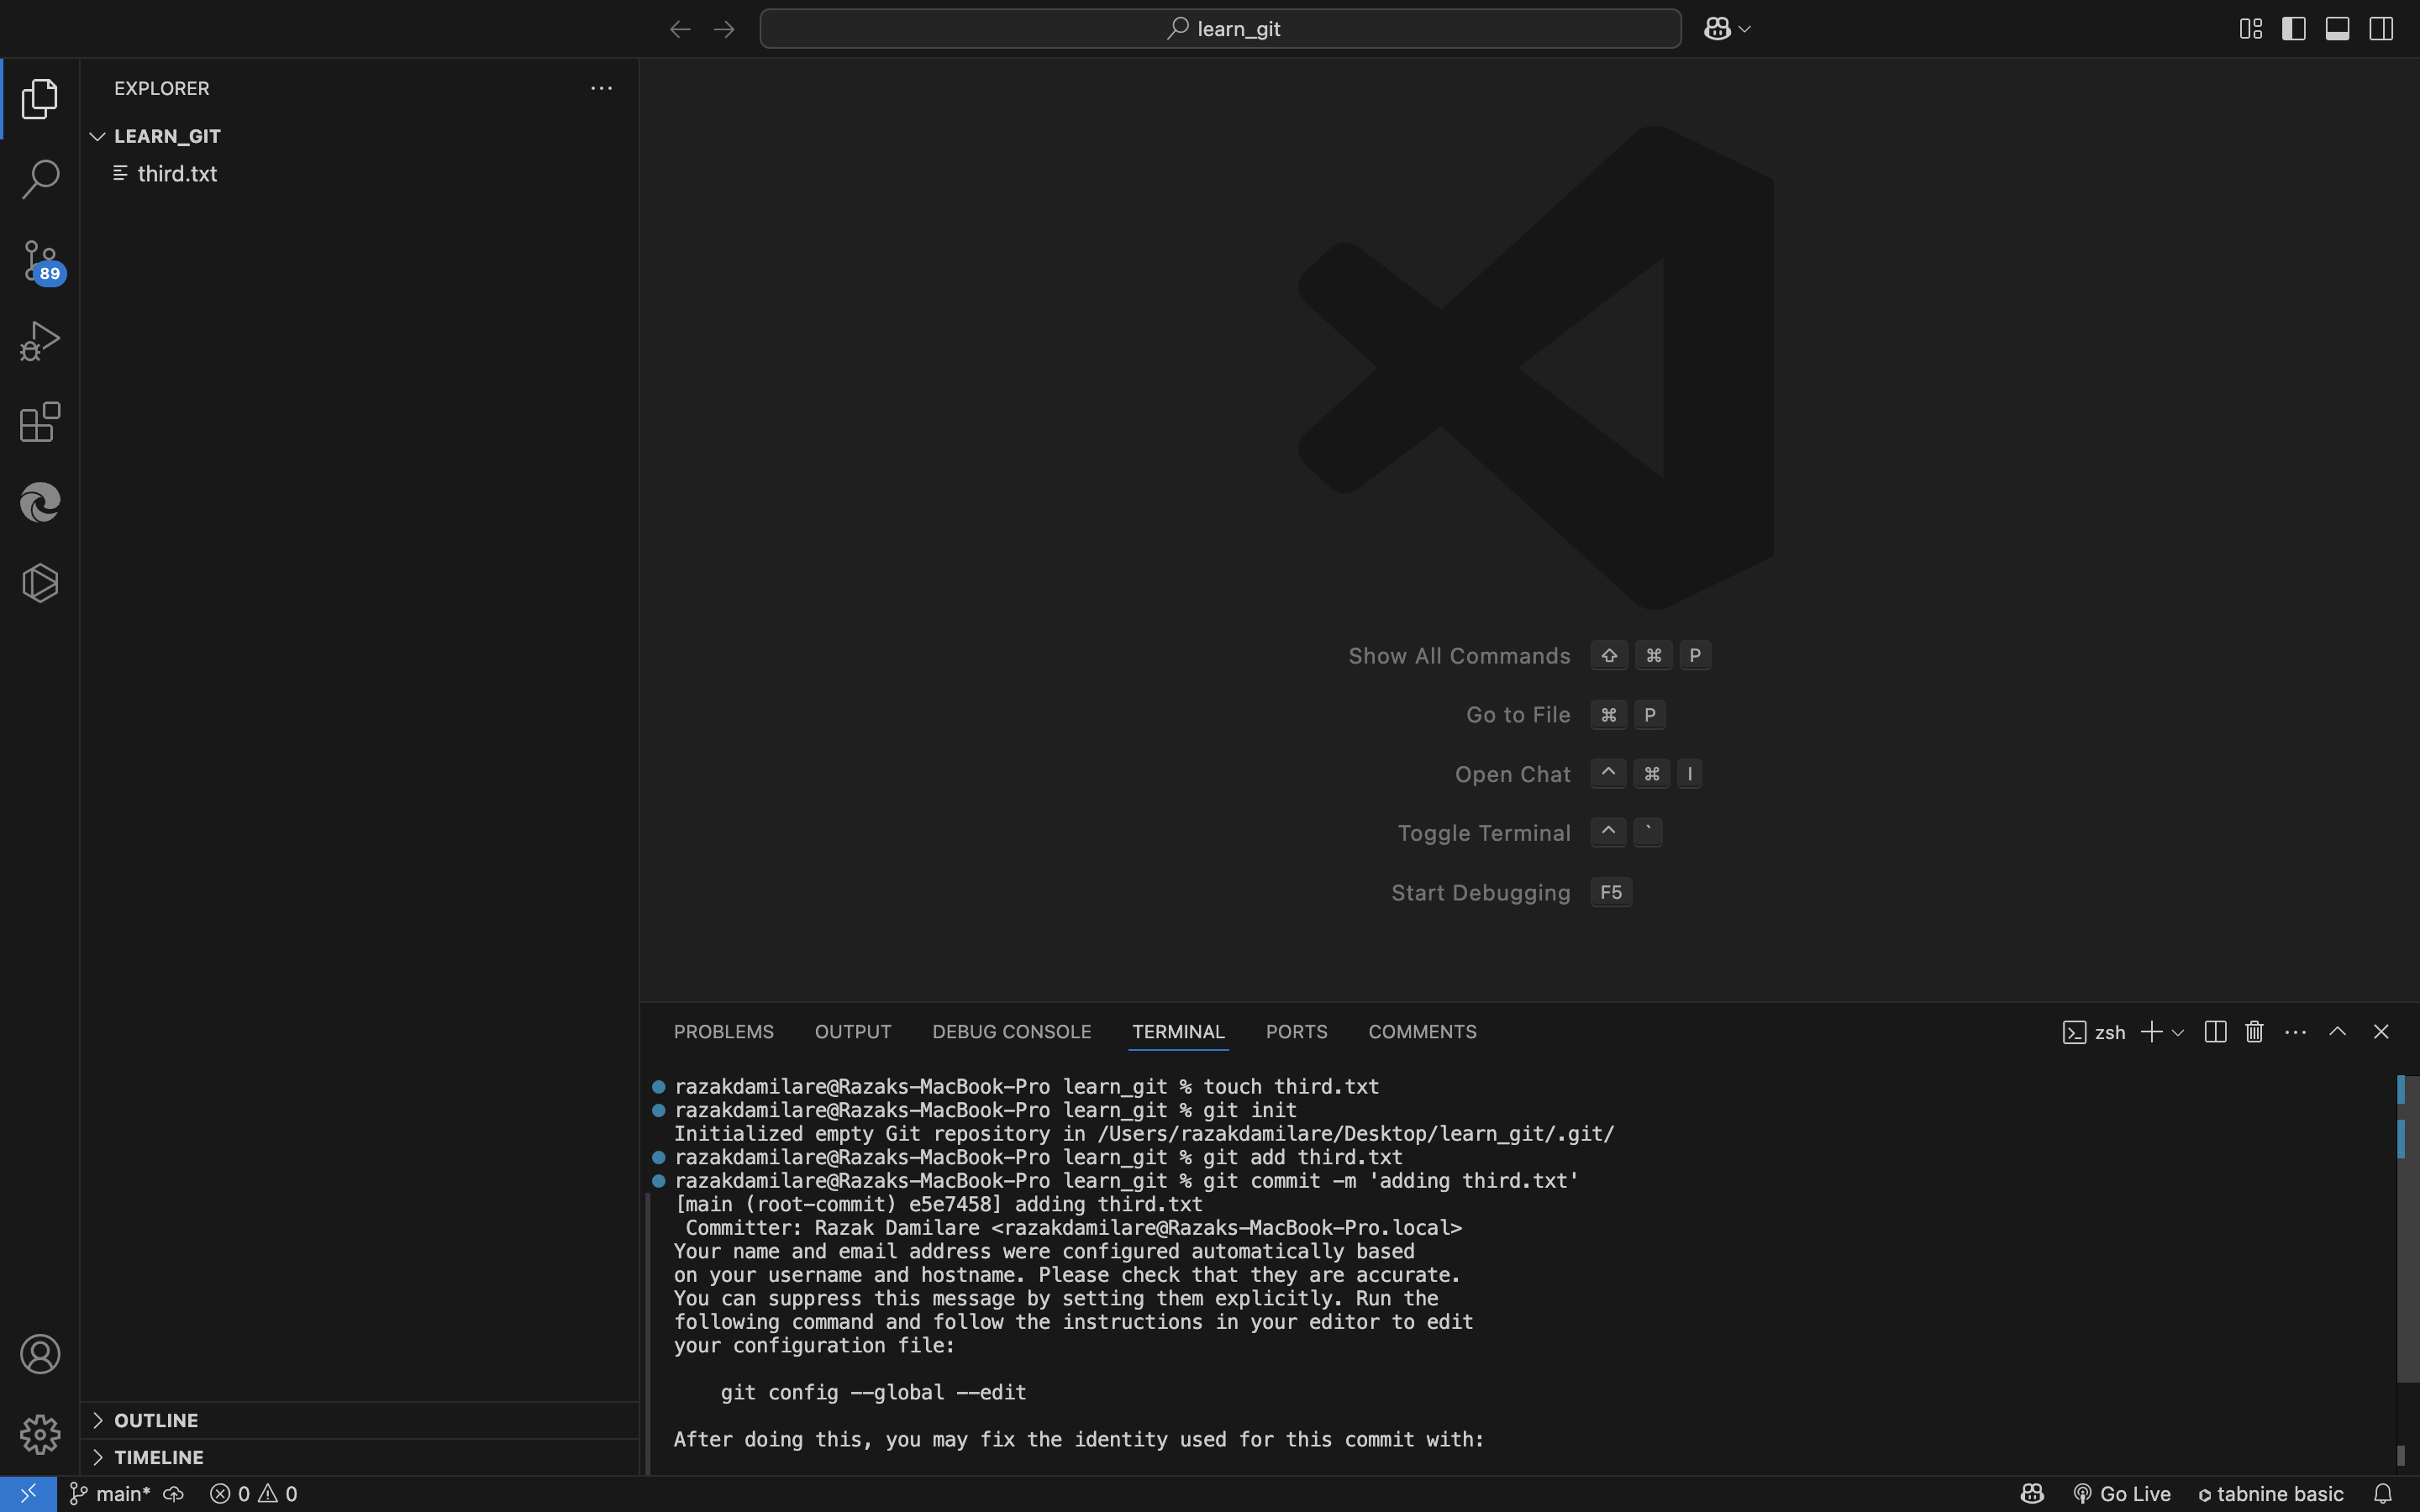 learn_git
EXPLORER
LEARN_GIT
third.txt
89
Show All Commands ⇧ ⌘ P
Go to File ⌘ P
Open Chat ^ ⌘ I
Toggle Terminal ^ `
Start Debugging F5
PROBLEMS OUTPUT DEBUG CONSOLE TERMINAL PORTS COMMENTS zsh
razakdamilare@Razaks-MacBook-Pro learn_git % touch third.txt
razakdamilare@Razaks-MacBook-Pro learn_git % git init
Initialized empty Git repository in /Users/razakdamilare/Desktop/learn_git/.git/
razakdamilare@Razaks-MacBook-Pro learn_git % git add third.txt
razakdamilare@Razaks-MacBook-Pro learn_git % git commit -m 'adding third.txt'
[main (root-commit) e5e7458] adding third.txt
 Committer: Razak Damilare <razakdamilare@Razaks-MacBook-Pro.local>
Your name and email address were configured automatically based
on your username and hostname. Please check that they are accurate.
You can suppress this message by setting them explicitly. Run the
following command and follow the instructions in your editor to edit
your configuration file:
    git config --global --edit
After doing this, you may fix the identity used for this commit with:
OUTLINE
TIMELINE
main* 0 0 Go Live tabnine basic